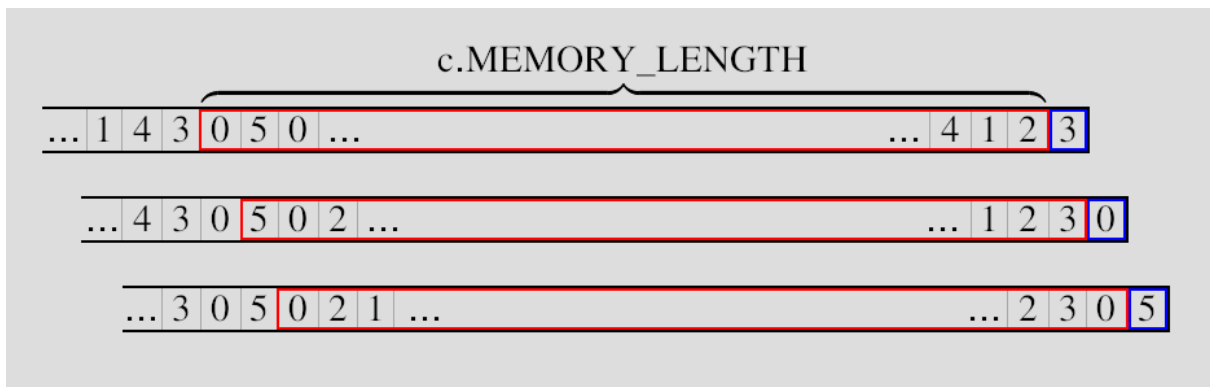 c.MEMORY_LENGTH
... 1 4 3 0 5 0 ... ... 4 1 2 3
... 4 3 0 5 0 2 ... ... 1 2 3 0
... 3 0 5 0 2 1 ... ... 2 3 0 5